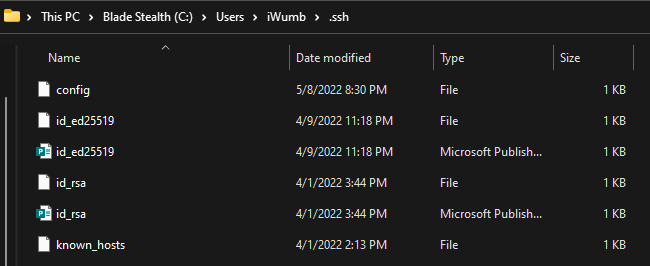 This PC > Blade Stealth (C:) > Users > iWumb > .ssh
Name Date modified Type Size
config 5/8/2022 8:30 PM File 1 KB
id_ed25519 4/9/2022 11:18 PM File 1 KB
id_ed25519 4/9/2022 11:18 PM Microsoft Publish... 1 KB
id_rsa 4/1/2022 3:44 PM File 1 KB
id_rsa 4/1/2022 3:44 PM Microsoft Publish... 1 KB
known_hosts 4/1/2022 2:13 PM File 1 KB